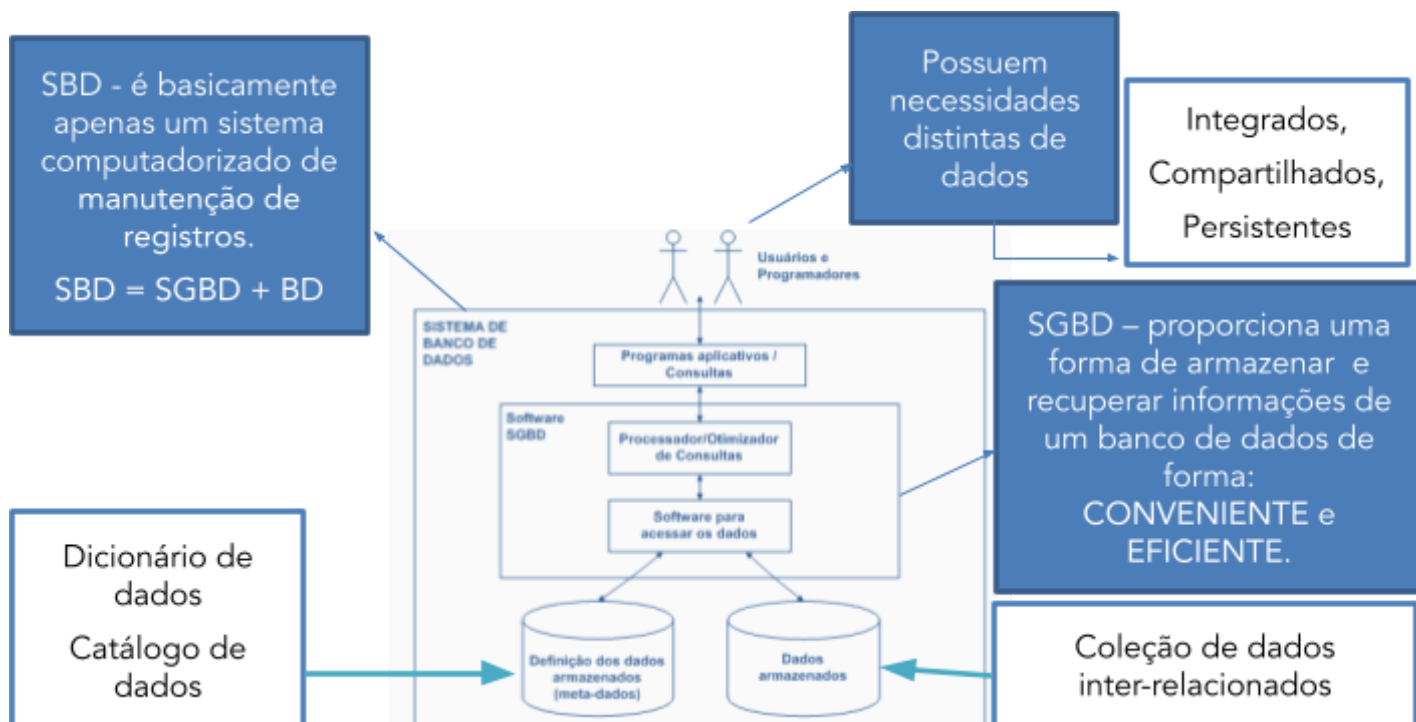 SBD - é basicamente
apenas um sistema
computadorizado de
manutenção de
registros.
SBD = SGBD + BD
Possuem
necessidades
distintas de
dados
Integrados,
Compartilhados,
Persistentes
Usuários e
Programadores
SISTEMA DE
BANCO DE
DADOS
Programas aplicativos /
Consultas
Software
SGBD
Processador/Otimizador
de Consultas
Software para
acessar os dados
SGBD – proporciona uma
forma de armazenar e
recuperar informações de
um banco de dados de
forma:
CONVENIENTE e
EFICIENTE.
Dicionário de
dados
Catálogo de
dados
Definição dos dados
armazenados
(meta-dados)
Dados
armazenados
Coleção de dados
inter-relacionados